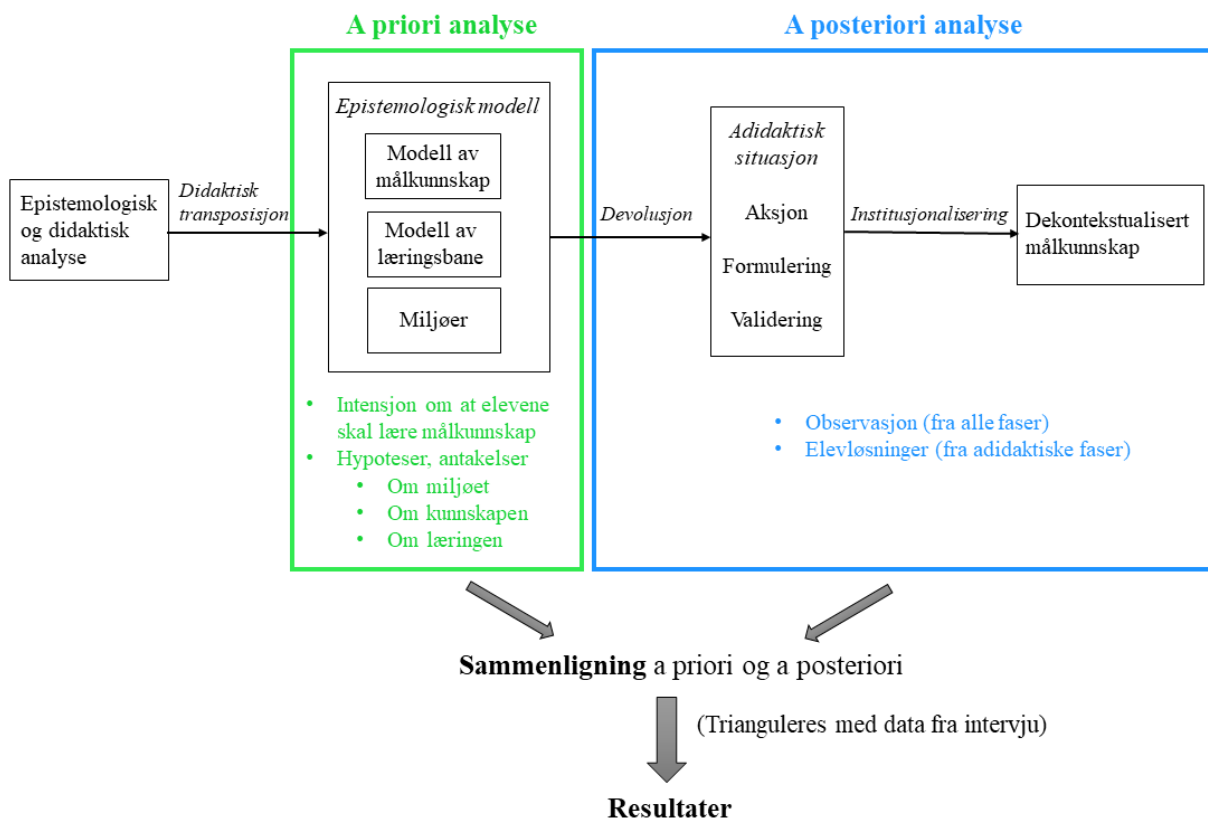 A priori analyse
A posteriori analyse
Epistemologisk
og didaktisk
analyse
Didaktisk
transposisjon
Epistemologisk modell
Modell av
målkunnskap
Modell av
læringsbane
Miljøer
Devolusjon
Adidaktisk
situasjon
Aksjon
Formulering
Validering
Institusjonalisering
Dekontekstualisert
målkunnskap
• Intensjon om at elevene
skal lære målkunnskap
• Hypoteser, antakelser
• Om miljøet
• Om kunnskapen
• Om læringen
• Observasjon (fra alle faser)
• Elevløsninger (fra adidaktiske faser)
Sammenligning a priori og a posteriori
(Trianguleres med data fra intervju)
Resultater